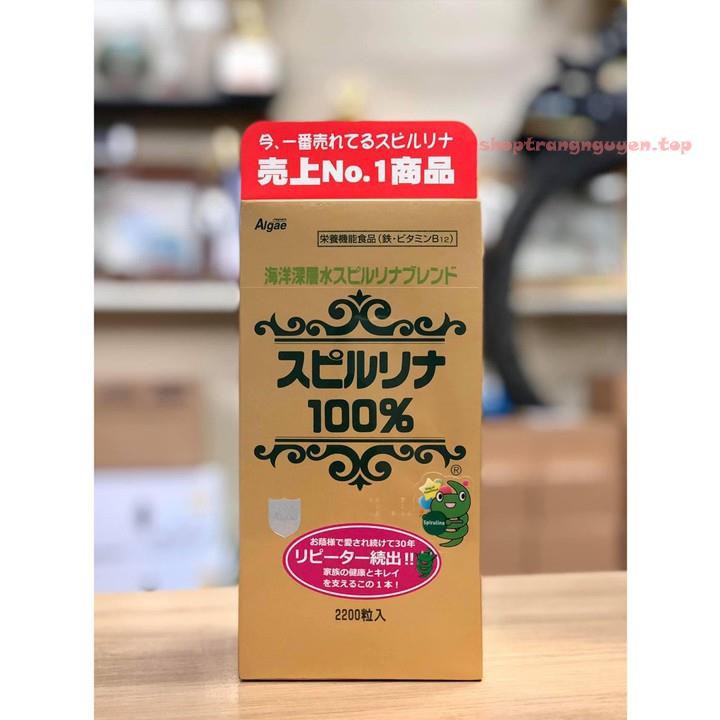 今、一番売れてるスピルリナ
売上No.1商品
shoptrangnguyen.top
Algae
栄養機能食品(鉄・ビタミンB12)
海洋深層水スピルリナブレンド
スピルリナ
100%
®
Spirulina
お蔭様で愛され続けて30年
リピーター続出!!
家族の健康とキレイ
を支えるこの1本!
2200粒入